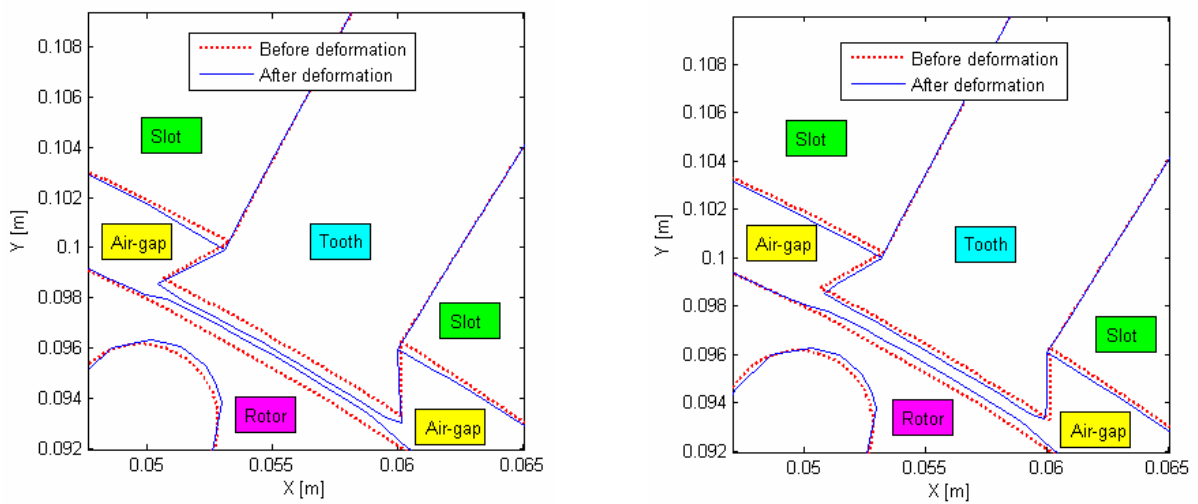 0.108
0.106
0.104
0.102
0.1
0.098
0.096
0.094
0.092
Y [m]
Before deformation
After deformation
Slot
Air-gap
Tooth
Slot
Rotor
Air-gap
0.05
0.055
0.06
0.065
X [m]
0.108
0.106
0.104
0.102
0.1
0.098
0.096
0.094
0.092
Y [m]
Before deformation
After deformation
Slot
Air-gap
Tooth
Slot
Rotor
Air-gap
0.05
0.055
0.06
0.065
X [m]